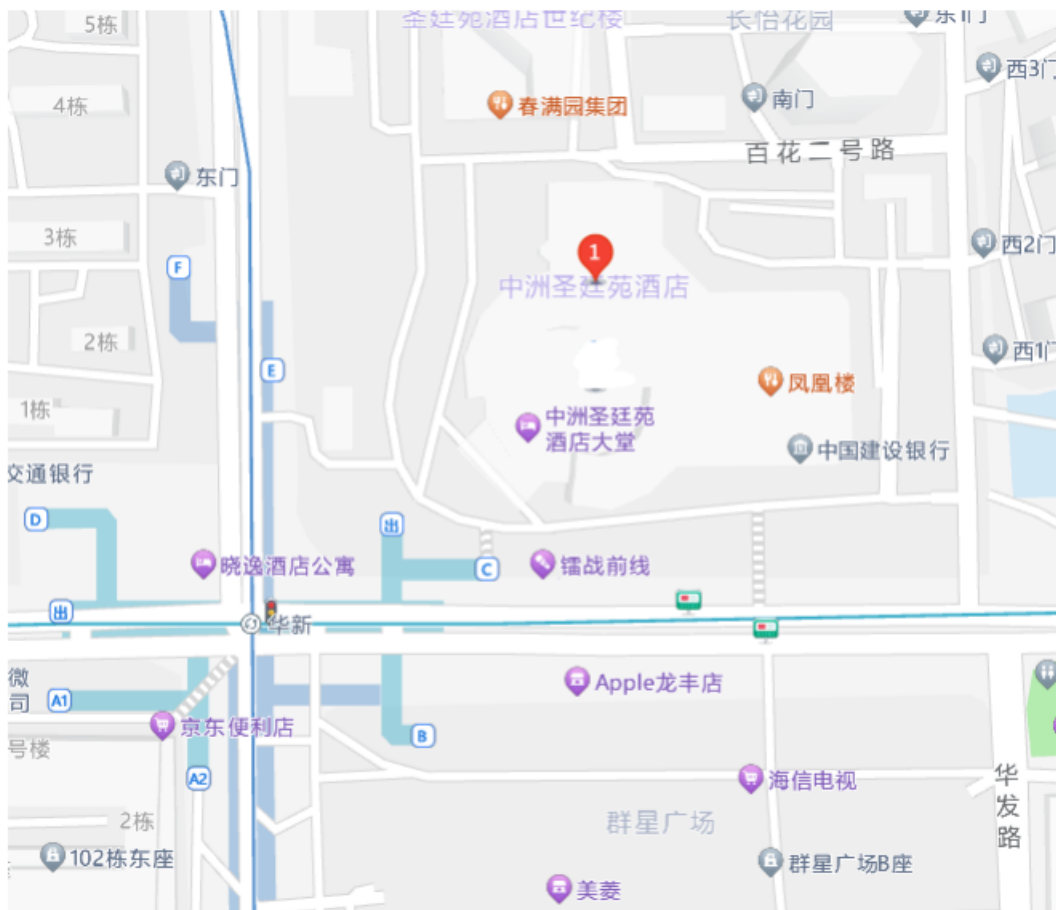 5栋
圣廷苑酒店世纪楼
长怡花园
东1门
西3门
4栋
春满园集团
南门
百花二号路
东门
3栋
西2门
F
1
中洲圣廷苑酒店
2栋
西1门
E
凤凰楼
1栋
中洲圣廷苑
酒店大堂
中国建设银行
交通银行
D
出
晓逸酒店公寓
C
镭战前线
出
华新
微
司
A1
Apple龙丰店
京东便利店
B
号楼
A2
海信电视
华发路
2栋
群星广场
102栋东座
群星广场B座
美菱